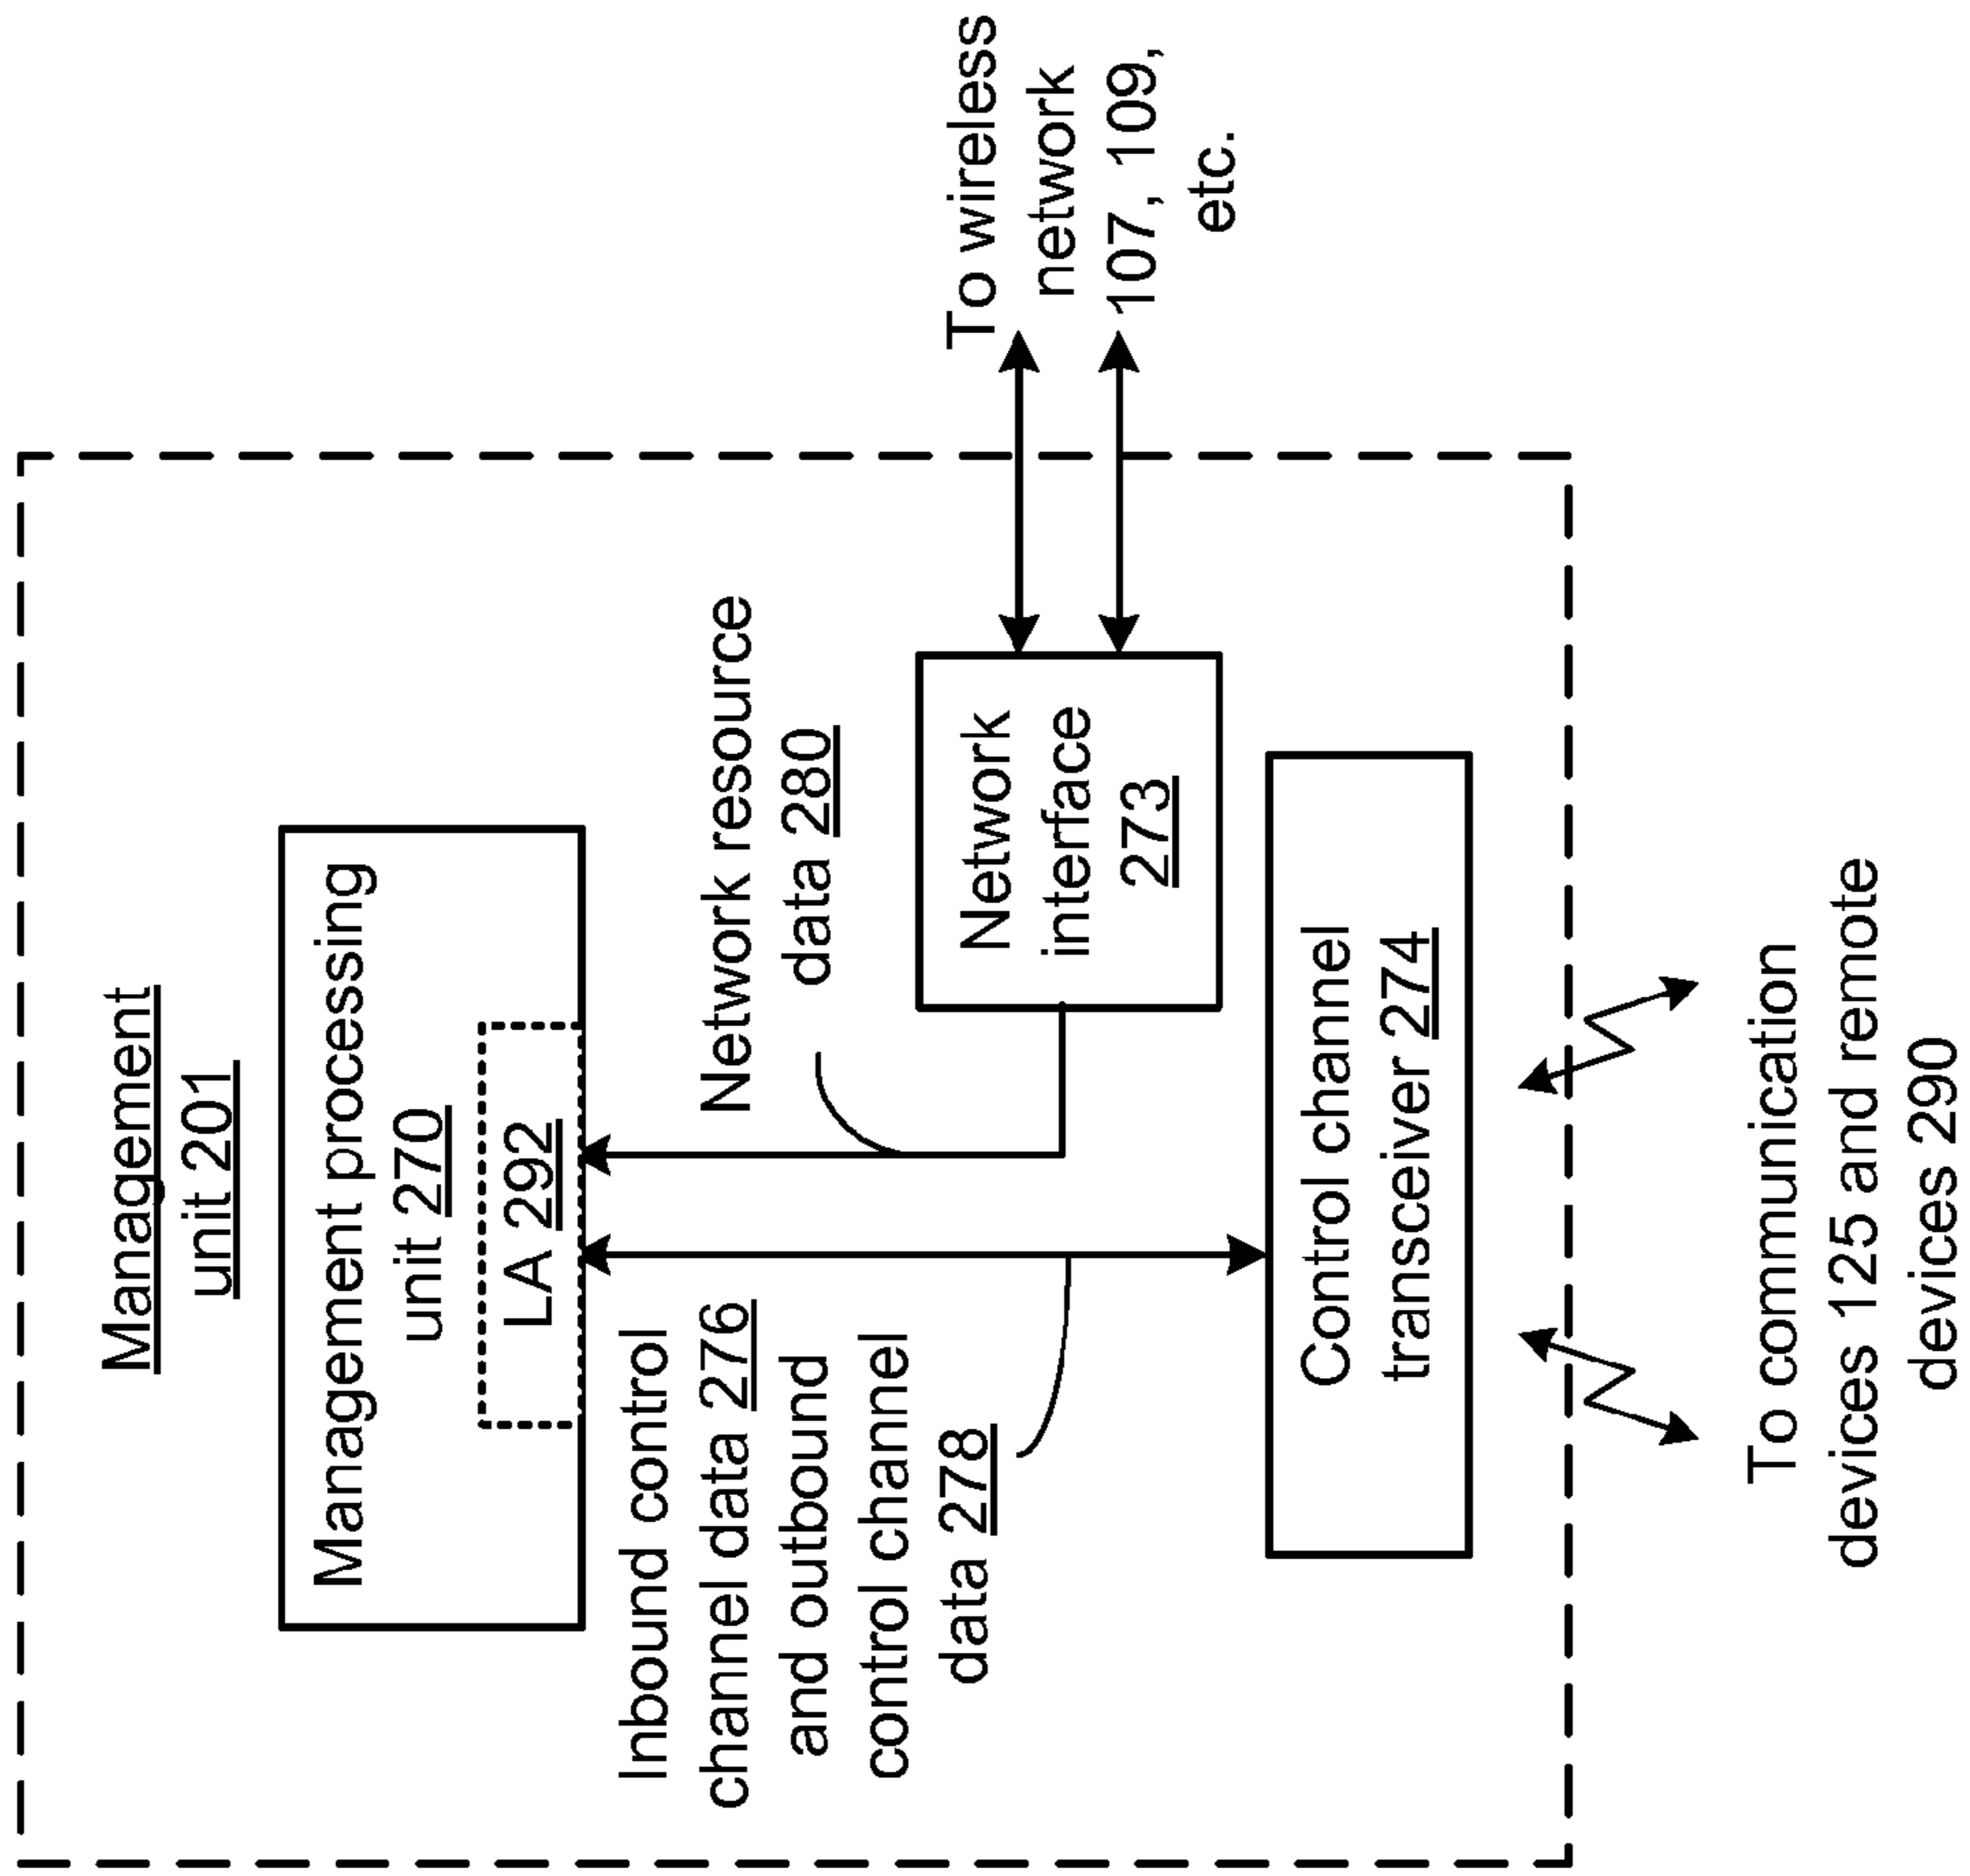 Management
unit 201
Management processing
unit 270
LA 292
Inbound control
channel data 276
and outbound
control channel
data 278
Network resource
data 280
Network
interface
273
To wireless
network
107, 109,
etc.
Control channel
transceiver 274
To communication
devices 125 and remote
devices 290